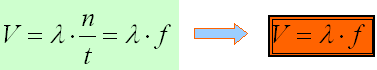 V = λ · n/t = λ · f V = λ · f